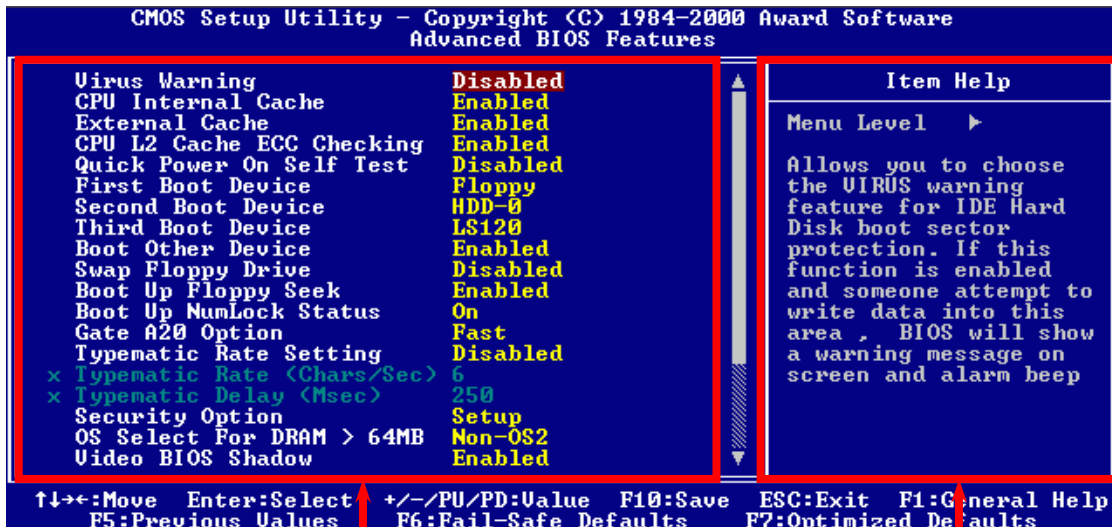 CMOS Setup Utility - Copyright (C) 1984-2000 Award Software
Advanced BIOS Features
Virus Warning Disabled
CPU Internal Cache Enabled
External Cache Enabled
CPU L2 Cache ECC Checking Enabled
Quick Power On Self Test Disabled
First Boot Device Floppy
Second Boot Device HDD-0
Third Boot Device LS120
Boot Other Device Enabled
Swap Floppy Drive Disabled
Boot Up Floppy Seek Enabled
Boot Up NumLock Status On
Gate A20 Option Fast
Typematic Rate Setting Disabled
x Typematic Rate (Chars/Sec) 6
x Typematic Delay (Msec) 250
Security Option Setup
OS Select For DRAM > 64MB Non-OS2
Video BIOS Shadow Enabled
Item Help
Menu Level ►
Allows you to choose
the VIRUS warning
feature for IDE Hard
Disk boot sector
protection. If this
function is enabled
and someone attempt to
write data into this
area , BIOS will show
a warning message on
screen and alarm beep
↑↓→←:Move Enter:Select +/-/PU/PD:Value F10:Save ESC:Exit F1:General Help
F5:Previous Values F6:Fail-Safe Defaults F7:Optimized Defaults